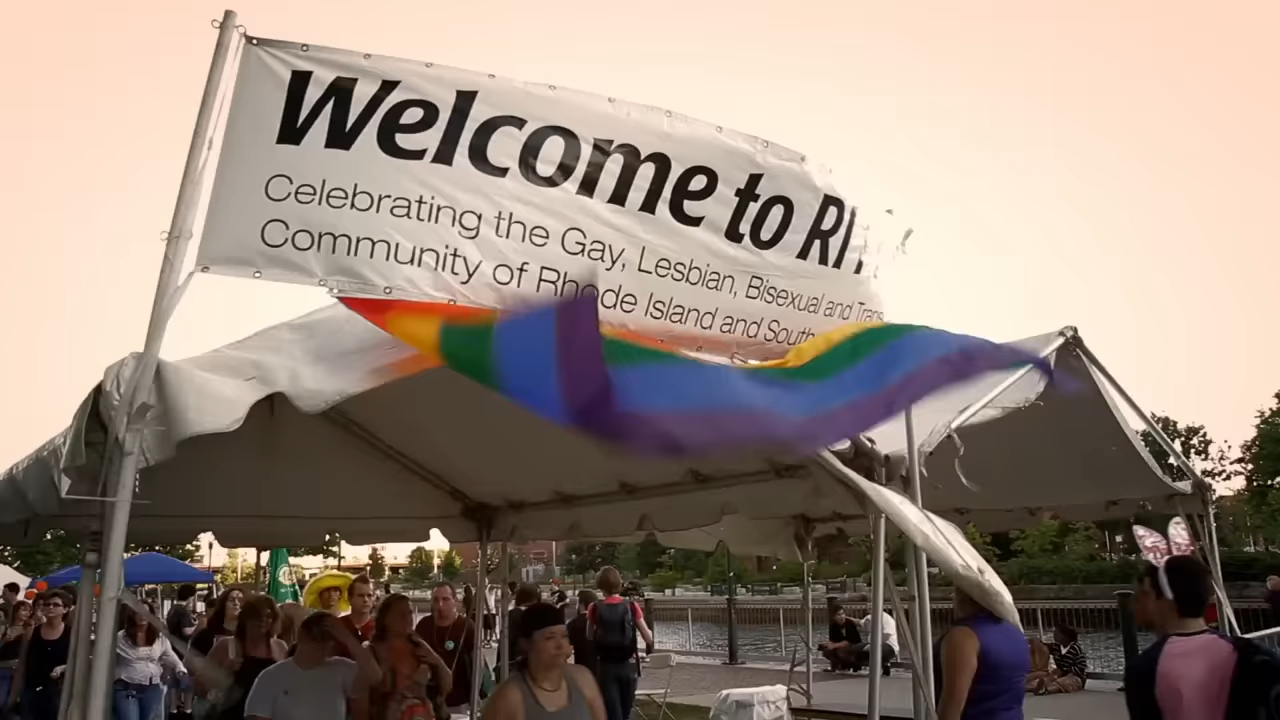 Welcome to RI
Celebrating the Gay, Lesbian, Bisexual and Trans
Community of Rhode Island and South